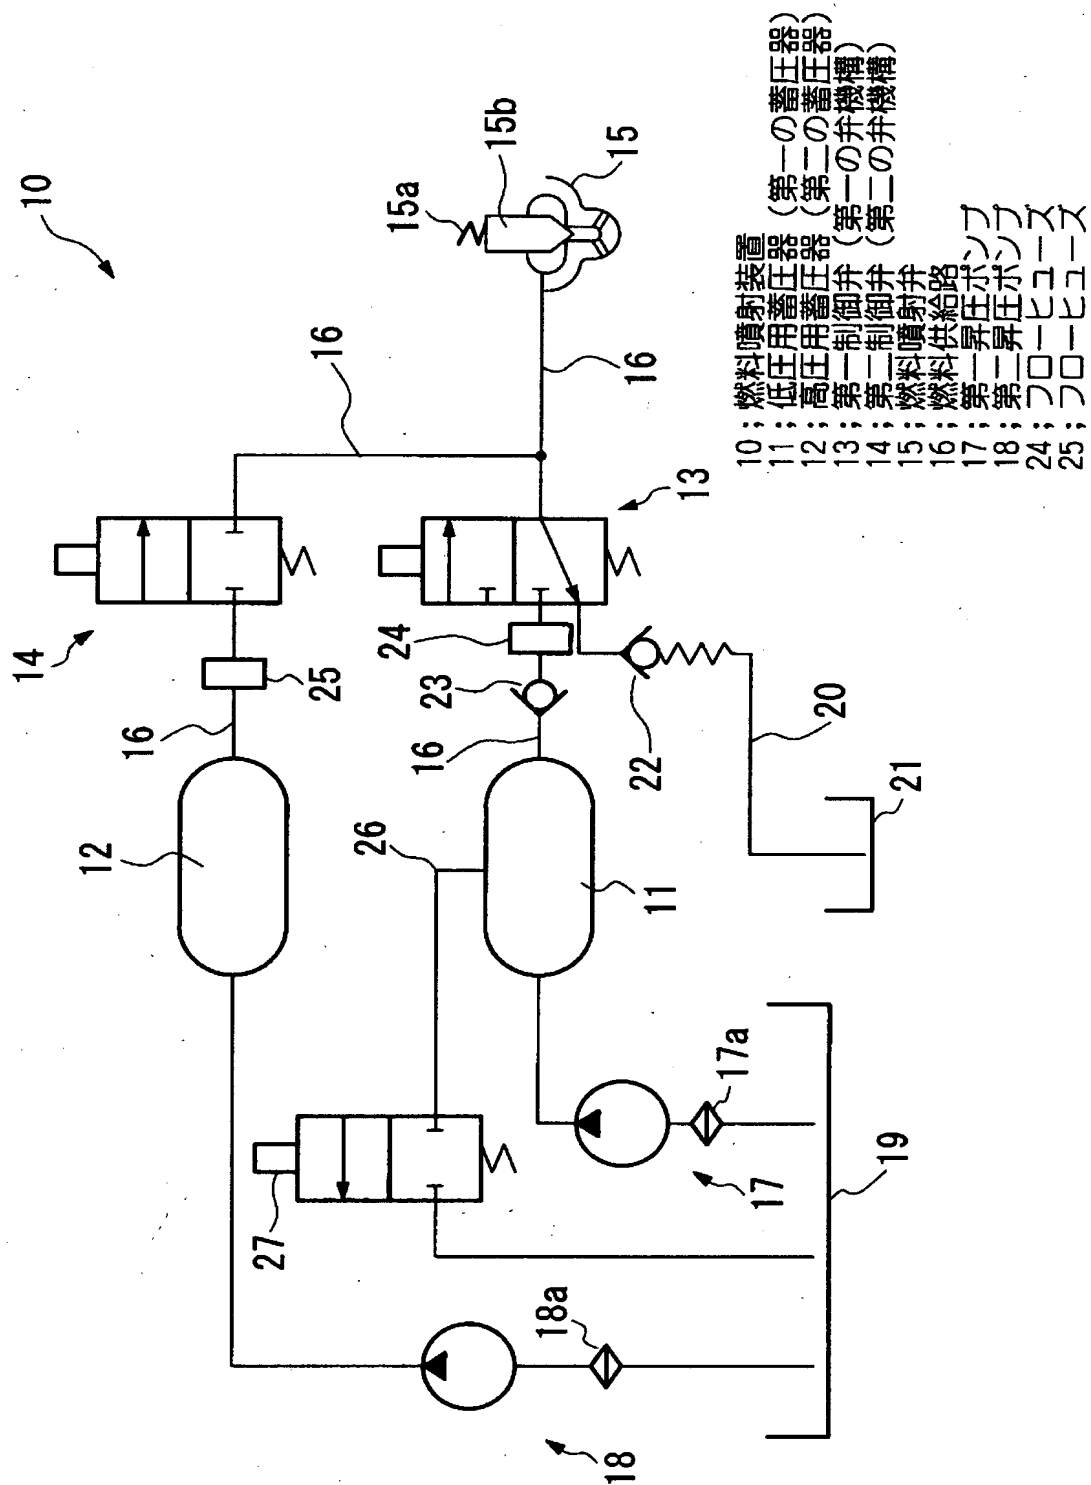 10
15a
15b
15
16
16
14
13
25
24
23
16
16
22
20
21
12
26
11
27
17a
17
19
18a
18
10；燃料噴射装置
11；低圧用蓄圧器（第一の蓄圧器）
12；高圧用蓄圧器（第二の蓄圧器）
13；第一制御弁（第一の弁機構）
14；第二制御弁（第二の弁機構）
15；燃料噴射弁
16；燃料供給路
17；第一昇圧ポンプ
18；第二昇圧ポンプ
24；フローヒューズ
25；フローヒューズ